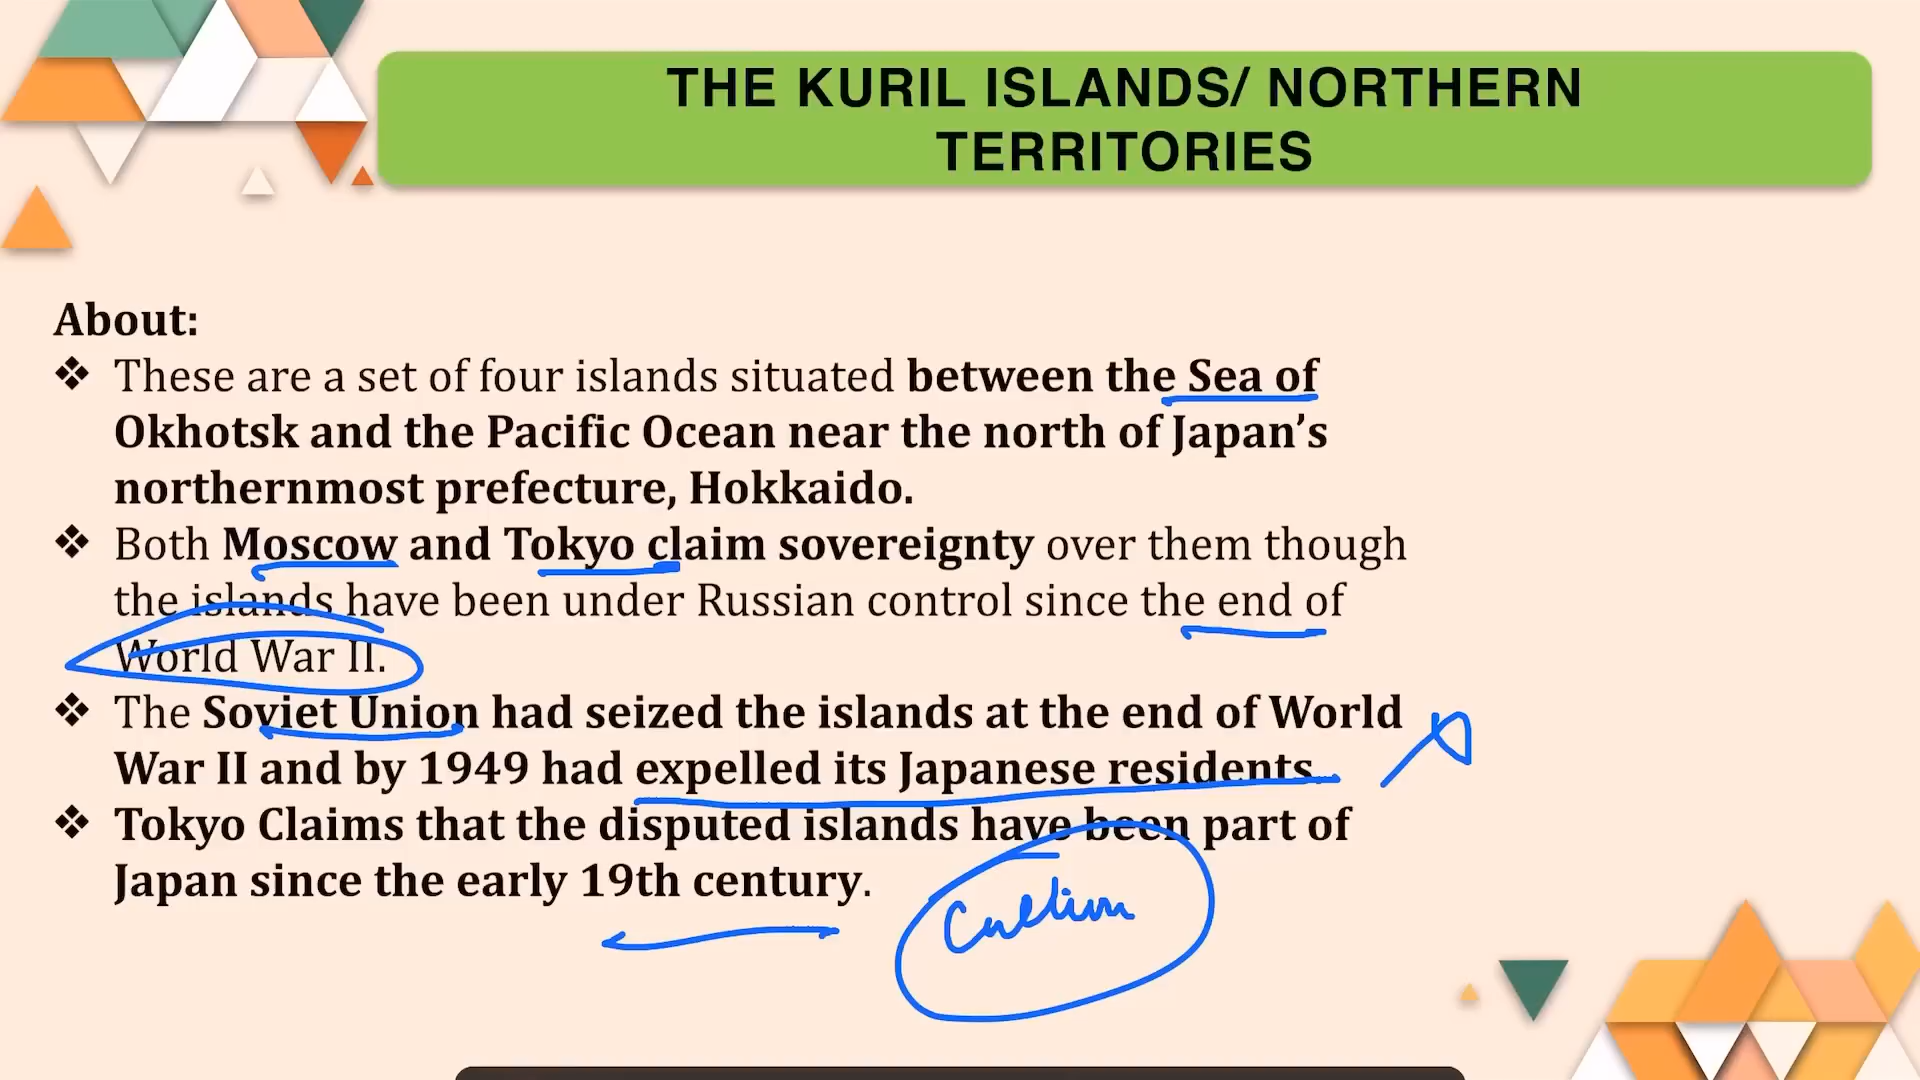 THE KURIL ISLANDS/ NORTHERN
TERRITORIES
About:
❖ These are a set of four islands situated between the Sea of
Okhotsk and the Pacific Ocean near the north of Japan’s
northernmost prefecture, Hokkaido.
❖ Both Moscow and Tokyo claim sovereignty over them though
the islands have been under Russian control since the end of
World War II.
❖ The Soviet Union had seized the islands at the end of World
War II and by 1949 had expelled its Japanese residents.
❖ Tokyo Claims that the disputed islands have been part of
Japan since the early 19th century.